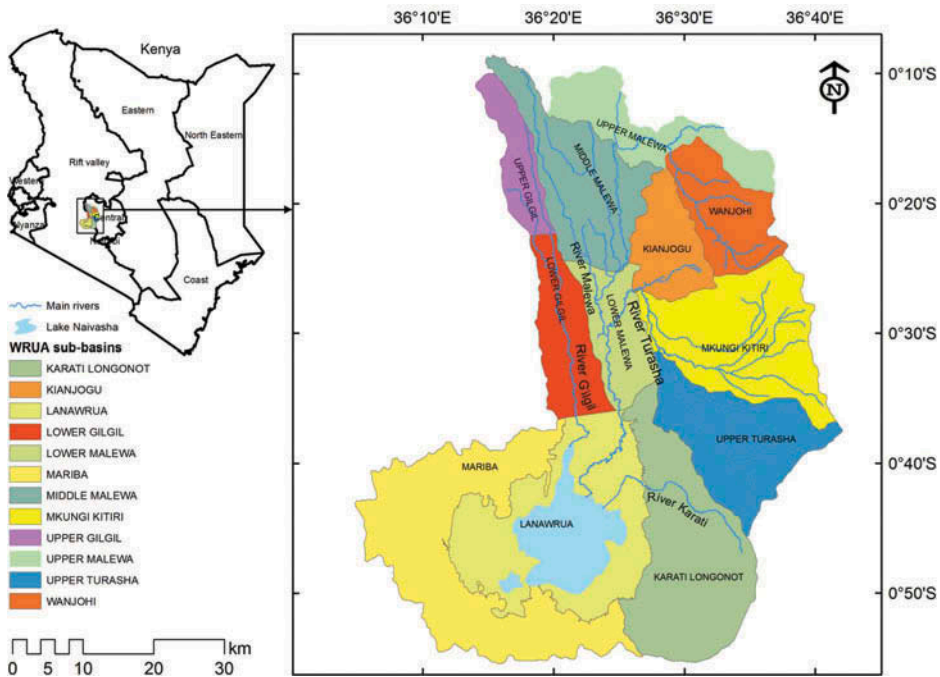 Kenya
Eastern
North Eastern
Rift valley
Western
Nyanza
Central
Coast
Main rivers
Lake Naivasha
WRUA sub-basins
KARATI LONGONOT
KIANJOGU
LANAWRUA
LOWER GILGIL
LOWER MALEWA
MARIBA
MIDDLE MALEWA
MKUNGI KITIRI
UPPER GILGIL
UPPER MALEWA
UPPER TURASHA
WANJOHI
0 5 10 20 30
km
36°10'E 36°20'E 36°30'E 36°40'E
0°10'S
0°20'S
0°30'S
0°40'S
0°50'S
N
UPPER MALEWA
MIDDLE MALEWA
UPPER GILGIL
WANJOHI
KIANJOGU
LOWER GILGIL
River Malewa
LOWER MALEWA
River Turasha
River Gilgil
MKUNGI KITIRI
UPPER TURASHA
MARIBA
River Karati
LANAWRUA
KARATI LONGONOT